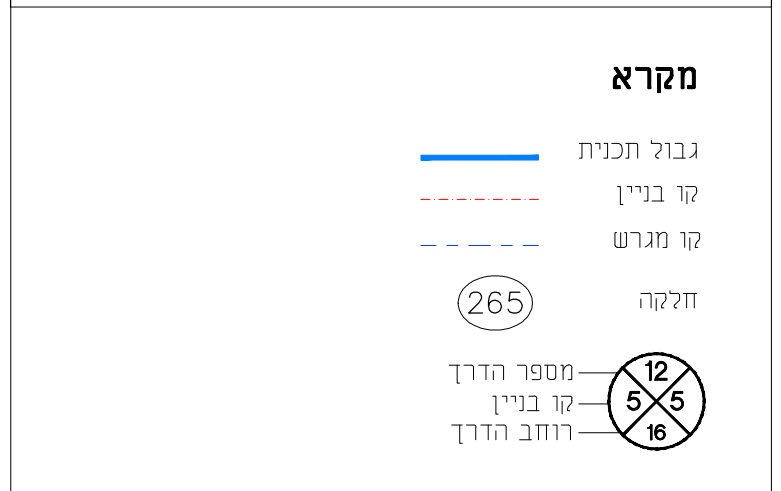 מקרא
גבול תכנית
קו בניין
קו מגרש
חלקה
265
12
5 5
16
מספר הדרך
קו בניין
רוחב הדרך